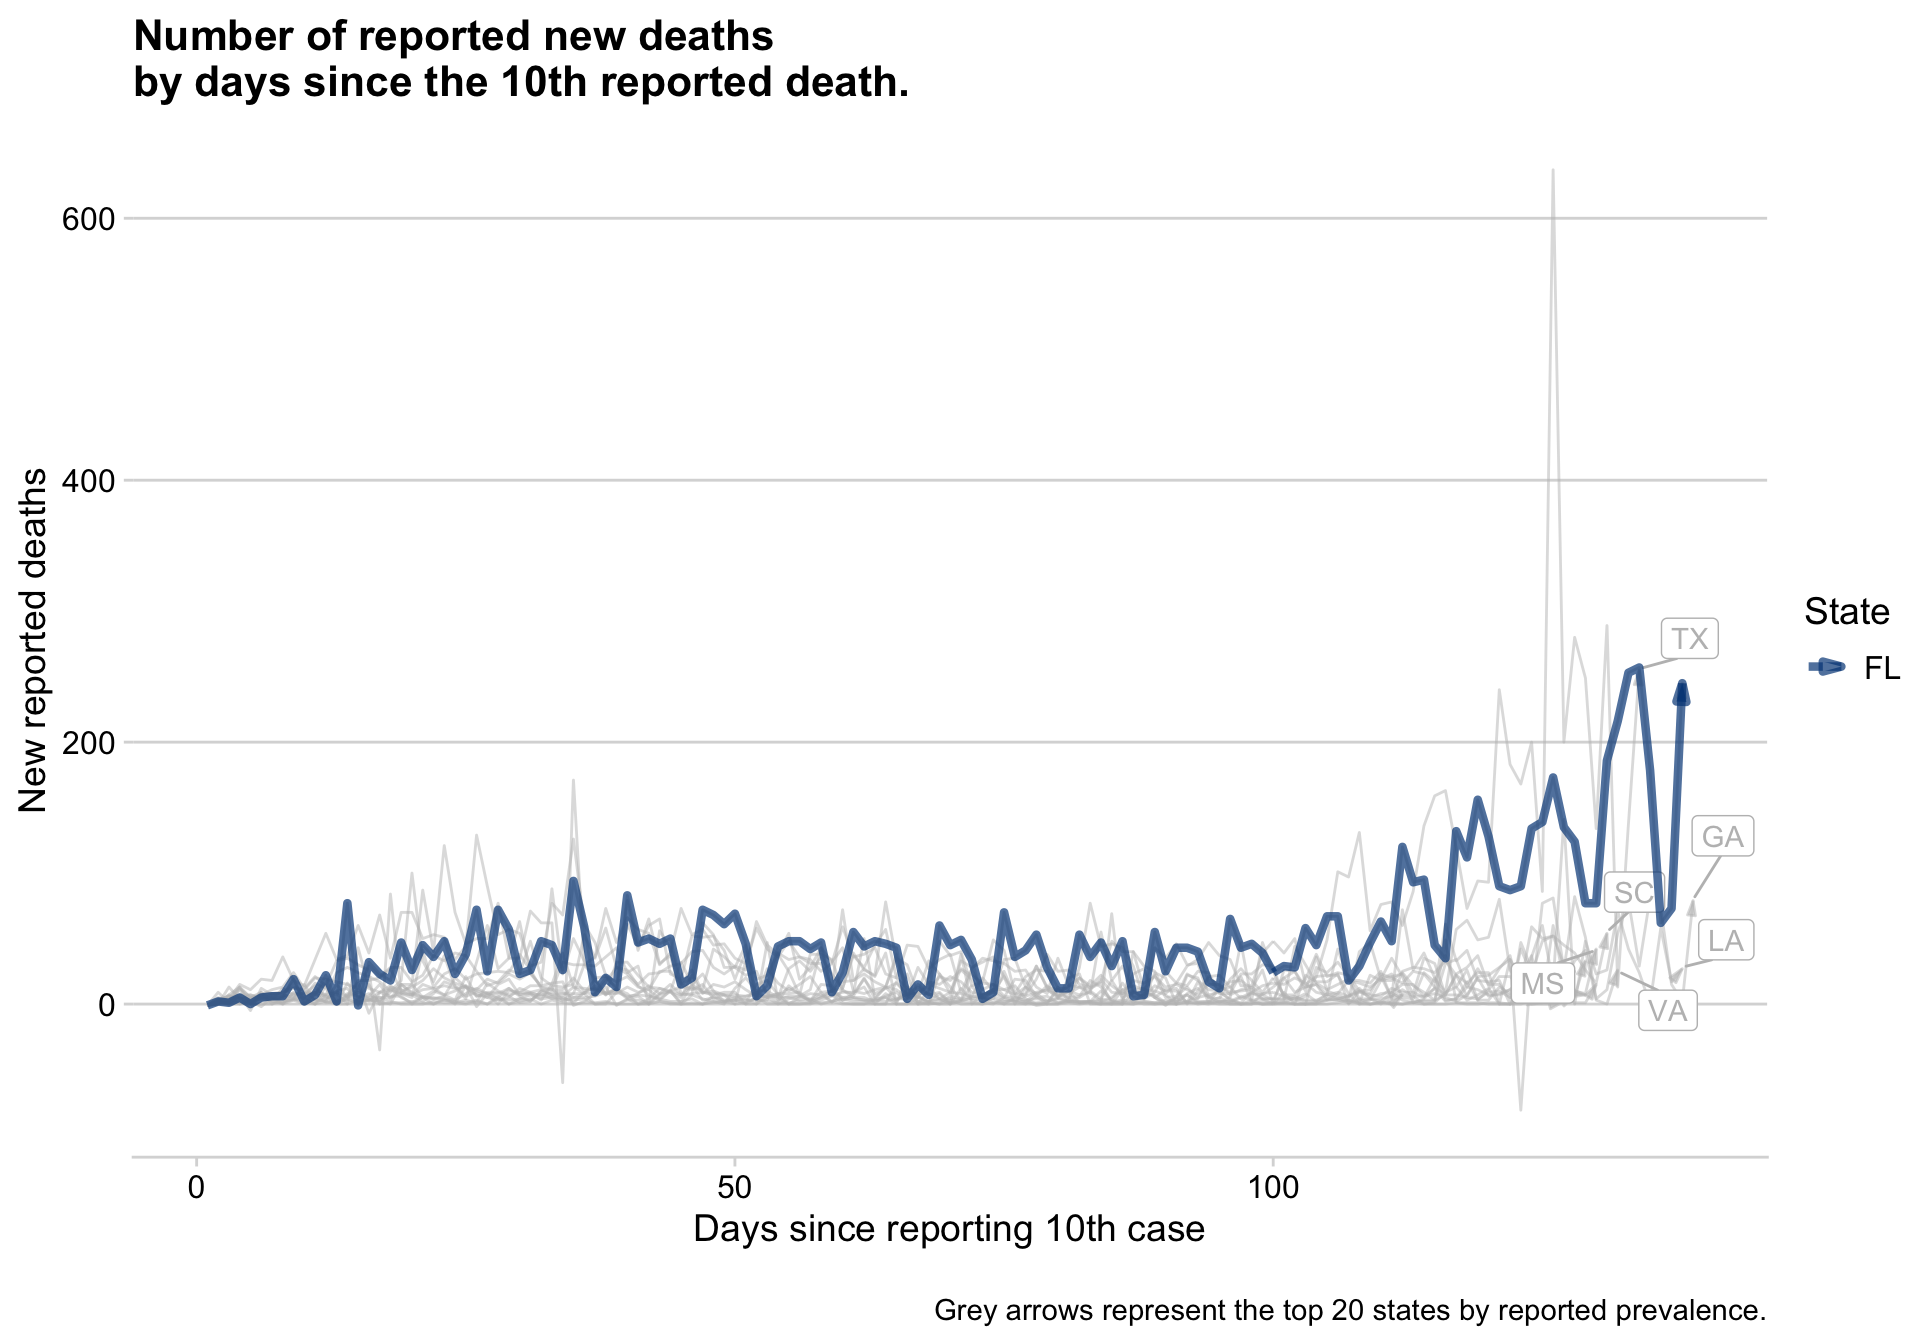 Number of reported new deaths
by days since the 10th reported death.
600
400
200
0
New reported deaths
TX
GA
SC
LA
MS
VA
State
FL
0
50
100
Days since reporting 10th case
Grey arrows represent the top 20 states by reported prevalence.